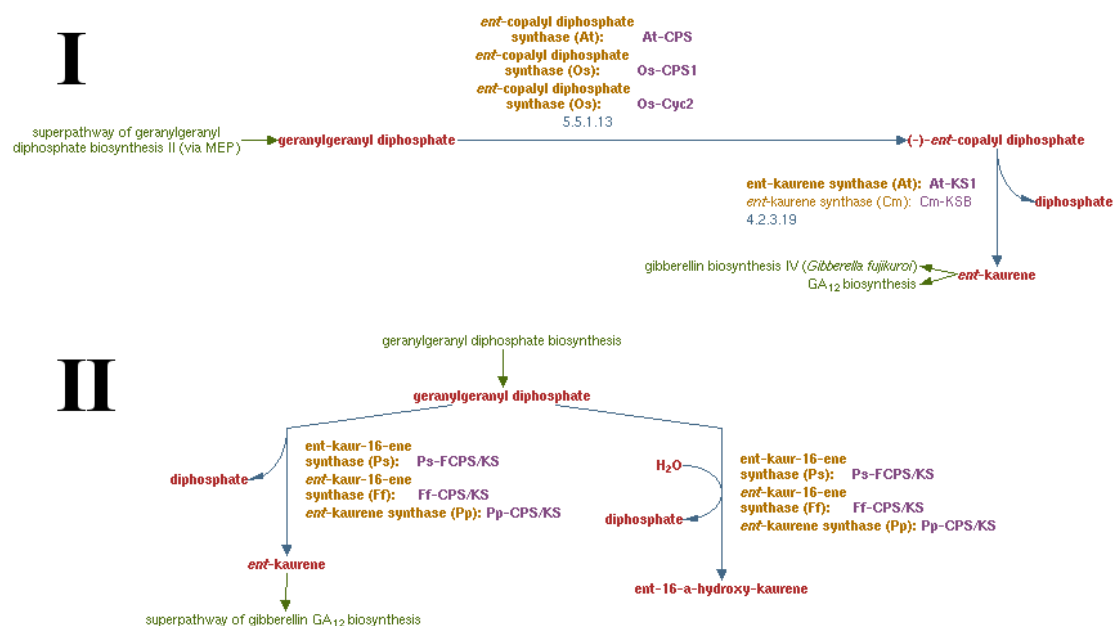 I
ent-copalyl diphosphate
synthase (At): At-CPS
ent-copalyl diphosphate
synthase (Os): Os-CPS1
ent-copalyl diphosphate
synthase (Os): Os-Cyc2
5.5.1.13
superpathway of geranylgeranyl
diphosphate biosynthesis II (via MEP)
geranylgeranyl diphosphate
(-)-ent-copalyl diphosphate
ent-kaurene synthase (At): At-KS1
ent-kaurene synthase (Cm): Cm-KSB
4.2.3.19
diphosphate
gibberellin biosynthesis IV (Gibberella fujikuroi)
GA12 biosynthesis
ent-kaurene
II
geranylgeranyl diphosphate biosynthesis
geranylgeranyl diphosphate
diphosphate
ent-kaur-16-ene
synthase (Ps): Ps-FCPS/KS
ent-kaur-16-ene
synthase (Ff): Ff-CPS/KS
ent-kaurene synthase (Pp): Pp-CPS/KS
ent-kaurene
superpathway of gibberellin GA12 biosynthesis
H2O
diphosphate
ent-kaur-16-ene
synthase (Ps): Ps-FCPS/KS
ent-kaur-16-ene
synthase (Ff): Ff-CPS/KS
ent-kaurene synthase (Pp): Pp-CPS/KS
ent-16-a-hydroxy-kaurene